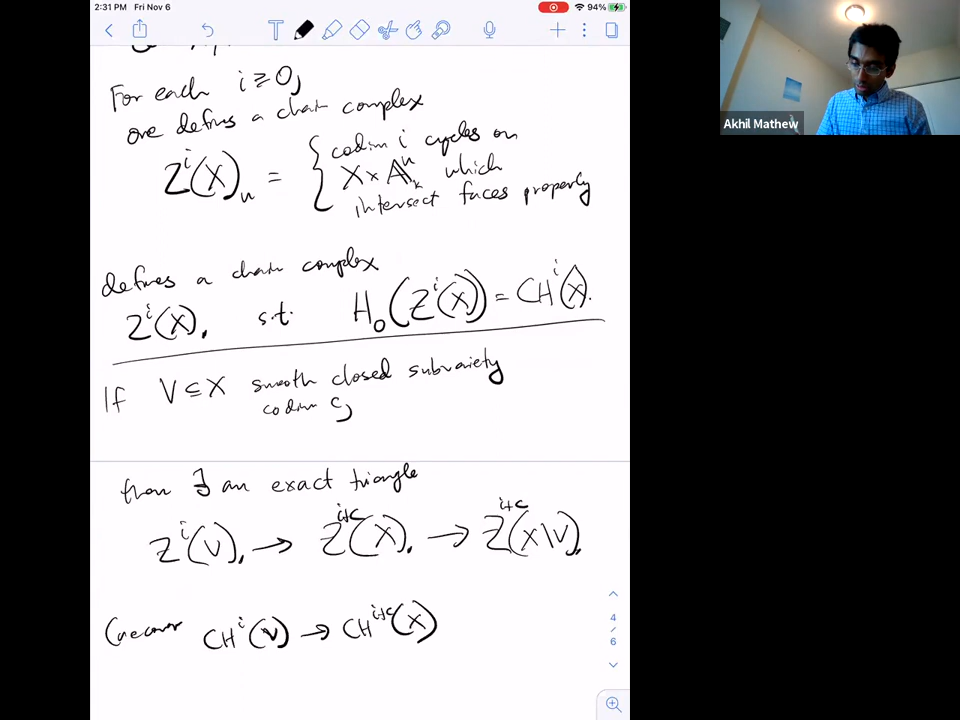 2:31 PM Fri Nov 6
94%
For each i ≥ 0,
one defines a chain complex
Z^i(X)_n = { codim i cycles on
X × A^n_k which
intersect faces properly
defines a chain complex
Z^i(X). s.t. H_0(Z^i(X)) = CH^i(X).
If V ⊆ X smooth closed subvariety
codim c,
then ∃ an exact triangle
Z^i(V). → Z^{i+c}(X). → Z^{i+c}(X\V).
(recover CH^i(V) → CH^{i+c}(X)
4
/
6
Akhil Mathew